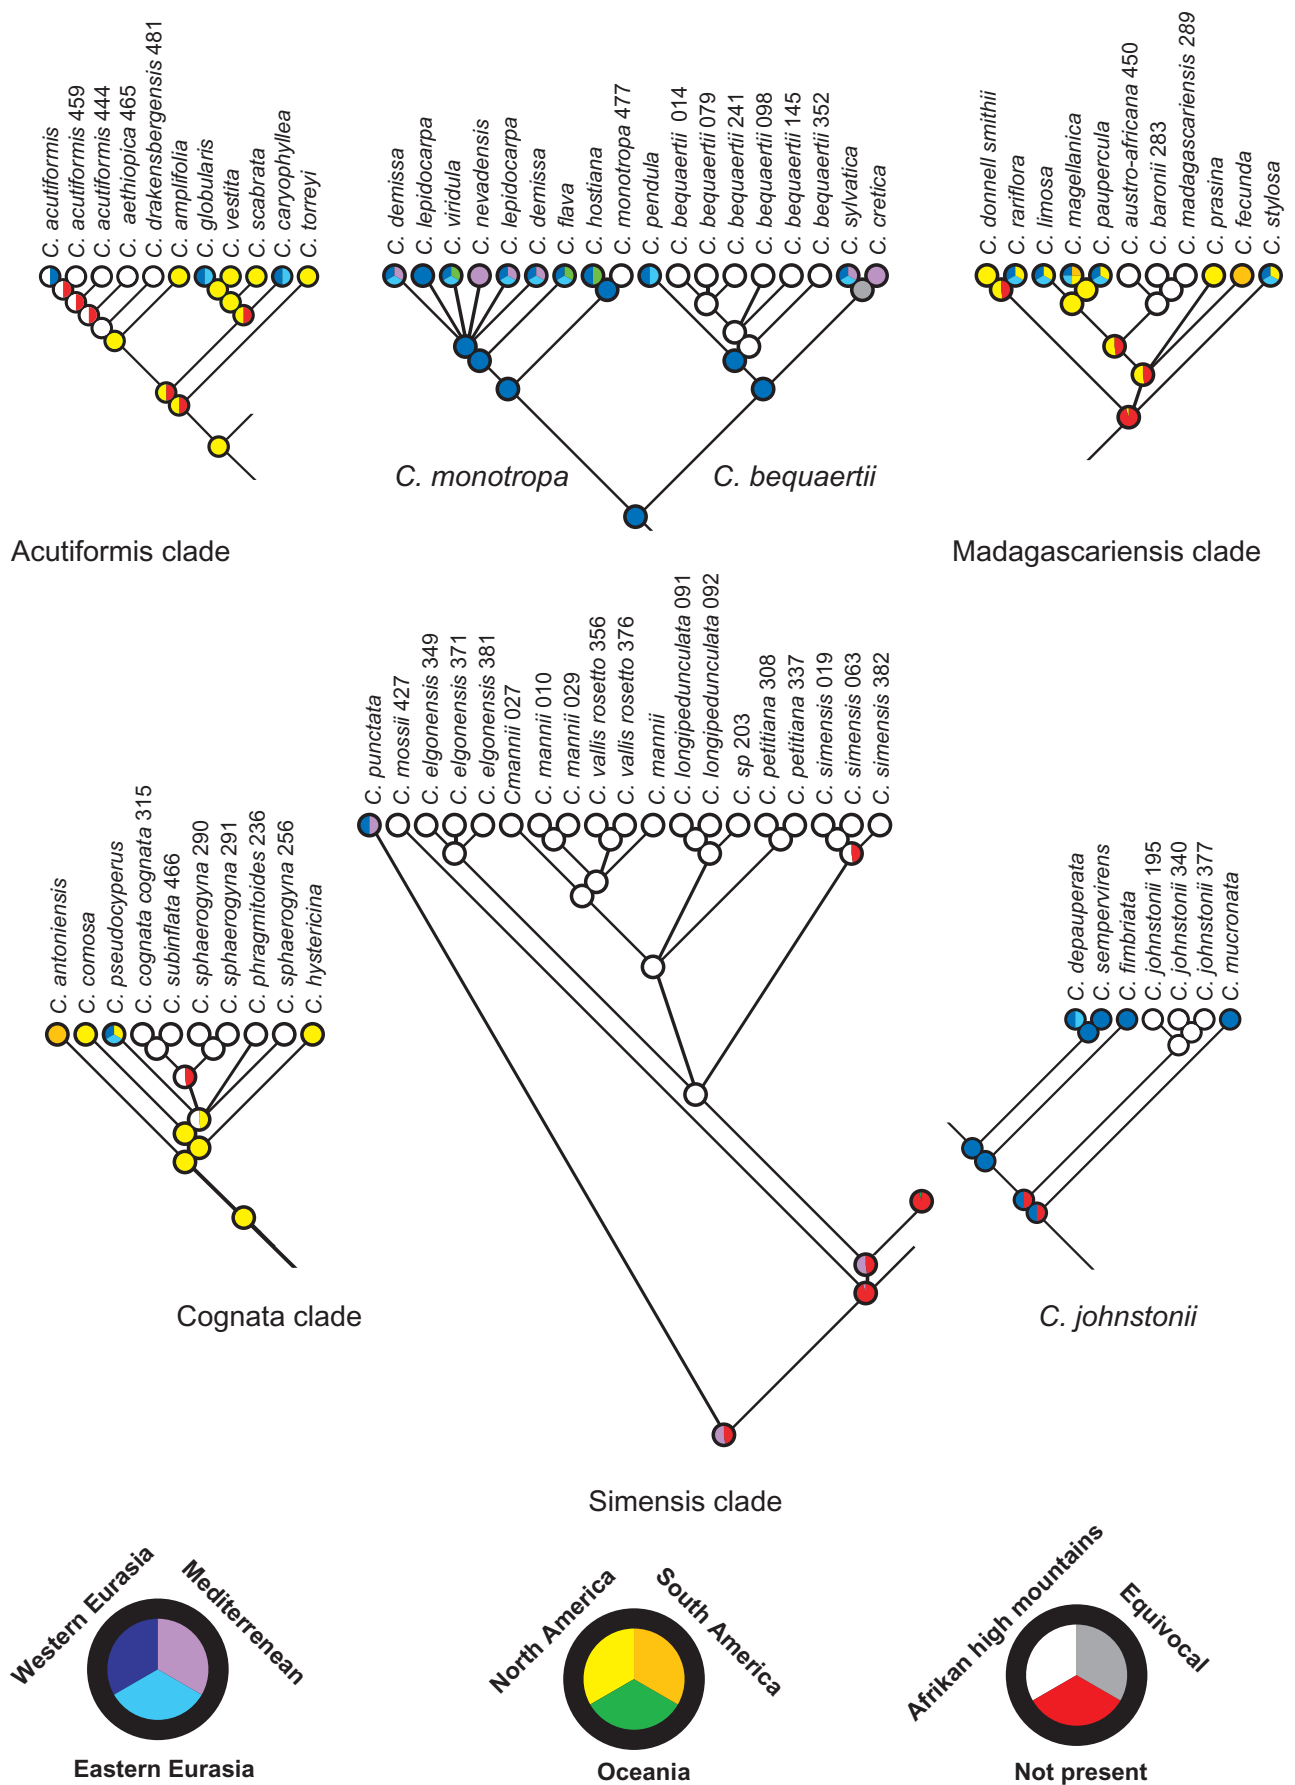 C. acutiformis
C. acutiformis 459
C. acutiformis 444
C. aethiopica 465
C. drakensbergensis 481
C. amplifolia
C. globularis
C. vestita
C. scabrata
C. caryophyllea
C. torreyi
Acutiformis clade
C. demissa
C. lepidocarpa
C. viridula
C. nevadensis
C. lepidocarpa
C. demissa
C. flava
C. hostiana
C. monotropa 477
C. pendula
C. bequaertii 014
C. bequaertii 079
C. bequaertii 241
C. bequaertii 098
C. bequaertii 145
C. bequaertii 352
C. sylvatica
C. cretica
C. monotropa
C. bequaertii
C. donnell smithii
C. rariflora
C. limosa
C. magellanica
C. paupercula
C. austro-africana 450
C. baronii 283
C. madagascariensis 289
C. prasina
C. fecunda
C. stylosa
Madagascariensis clade
C. antoniensis
C. comosa
C. pseudocyperus
C. cognata cognata 315
C. subinflata 466
C. sphaerogyna 290
C. sphaerogyna 291
C. phragmitoides 236
C. sphaerogyna 256
C. hystericina
Cognata clade
C. punctata
C. mossii 427
C. elgonensis 349
C. elgonensis 371
C. elgonensis 381
Cmannii 027
C. mannii 010
C. mannii 029
C. vallis rosetto 356
C. vallis rosetto 376
C. mannii
C. longipedunculata 091
C. longipedunculata 092
C. sp 203
C. petitiana 308
C. petitiana 337
C. simensis 019
C. simensis 063
C. simensis 382
Simensis clade
C. depauperata
C. sempervirens
C. fimbriata
C. johnstonii 195
C. johnstonii 340
C. johnstonii 377
C. mucronata
C. johnstonii
Western Eurasia
Mediterrenean
Eastern Eurasia
North America
South America
Oceania
Afrikan high mountains
Equivocal
Not present